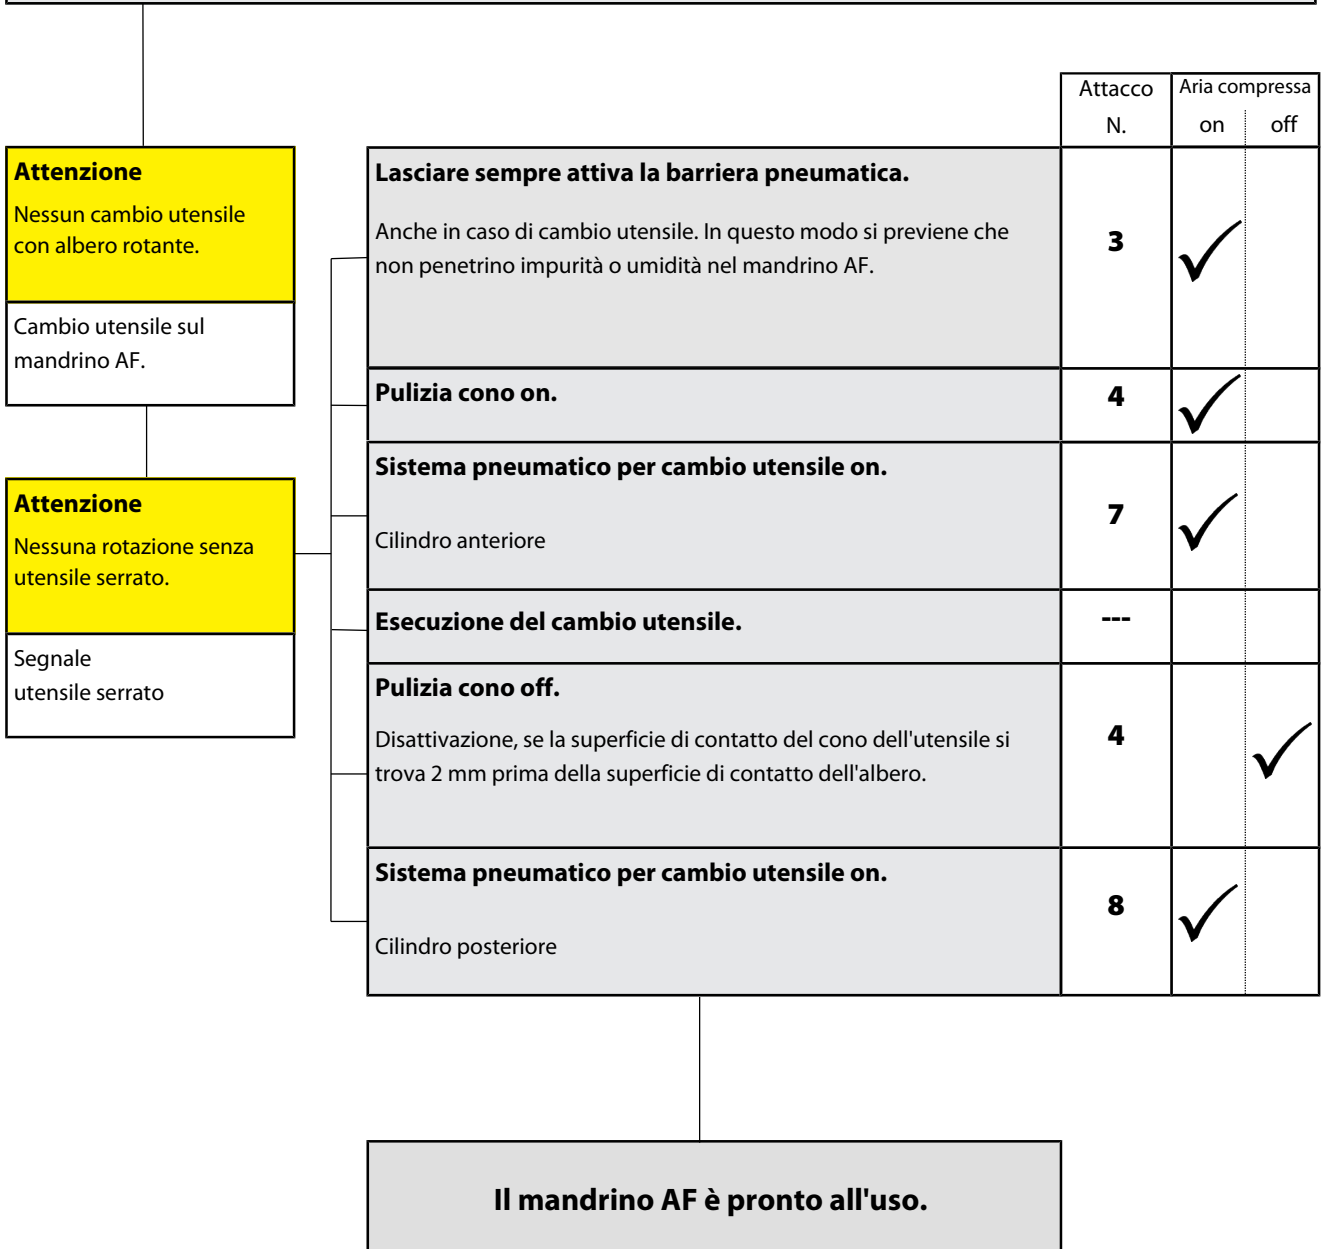 Attacco
N.
Aria compressa
on
off
Attenzione
Nessun cambio utensile
con albero rotante.
Cambio utensile sul
mandrino AF.
Attenzione
Nessuna rotazione senza
utensile serrato.
Segnale
utensile serrato
Lasciare sempre attiva la barriera pneumatica.
Anche in caso di cambio utensile. In questo modo si previene che
non penetrino impurità o umidità nel mandrino AF.
3
Pulizia cono on.
4
Sistema pneumatico per cambio utensile on.
Cilindro anteriore
7
Esecuzione del cambio utensile.
---
Pulizia cono off.
Disattivazione, se la superficie di contatto del cono dell'utensile si
trova 2 mm prima della superficie di contatto dell'albero.
4
Sistema pneumatico per cambio utensile on.
Cilindro posteriore
8
Il mandrino AF è pronto all'uso.